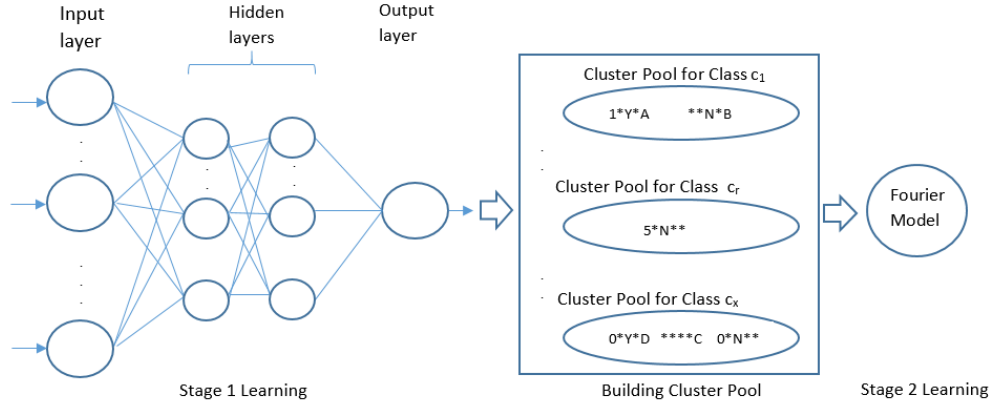 Input
layer
Hidden
layers
Output
layer
Cluster Pool for Class c₁
1*Y*A **N*B
Cluster Pool for Class cᵣ
5*N**
Cluster Pool for Class cₓ
0*Y*D ****C 0*N**
Fourier
Model
Stage 1 Learning
Building Cluster Pool
Stage 2 Learning